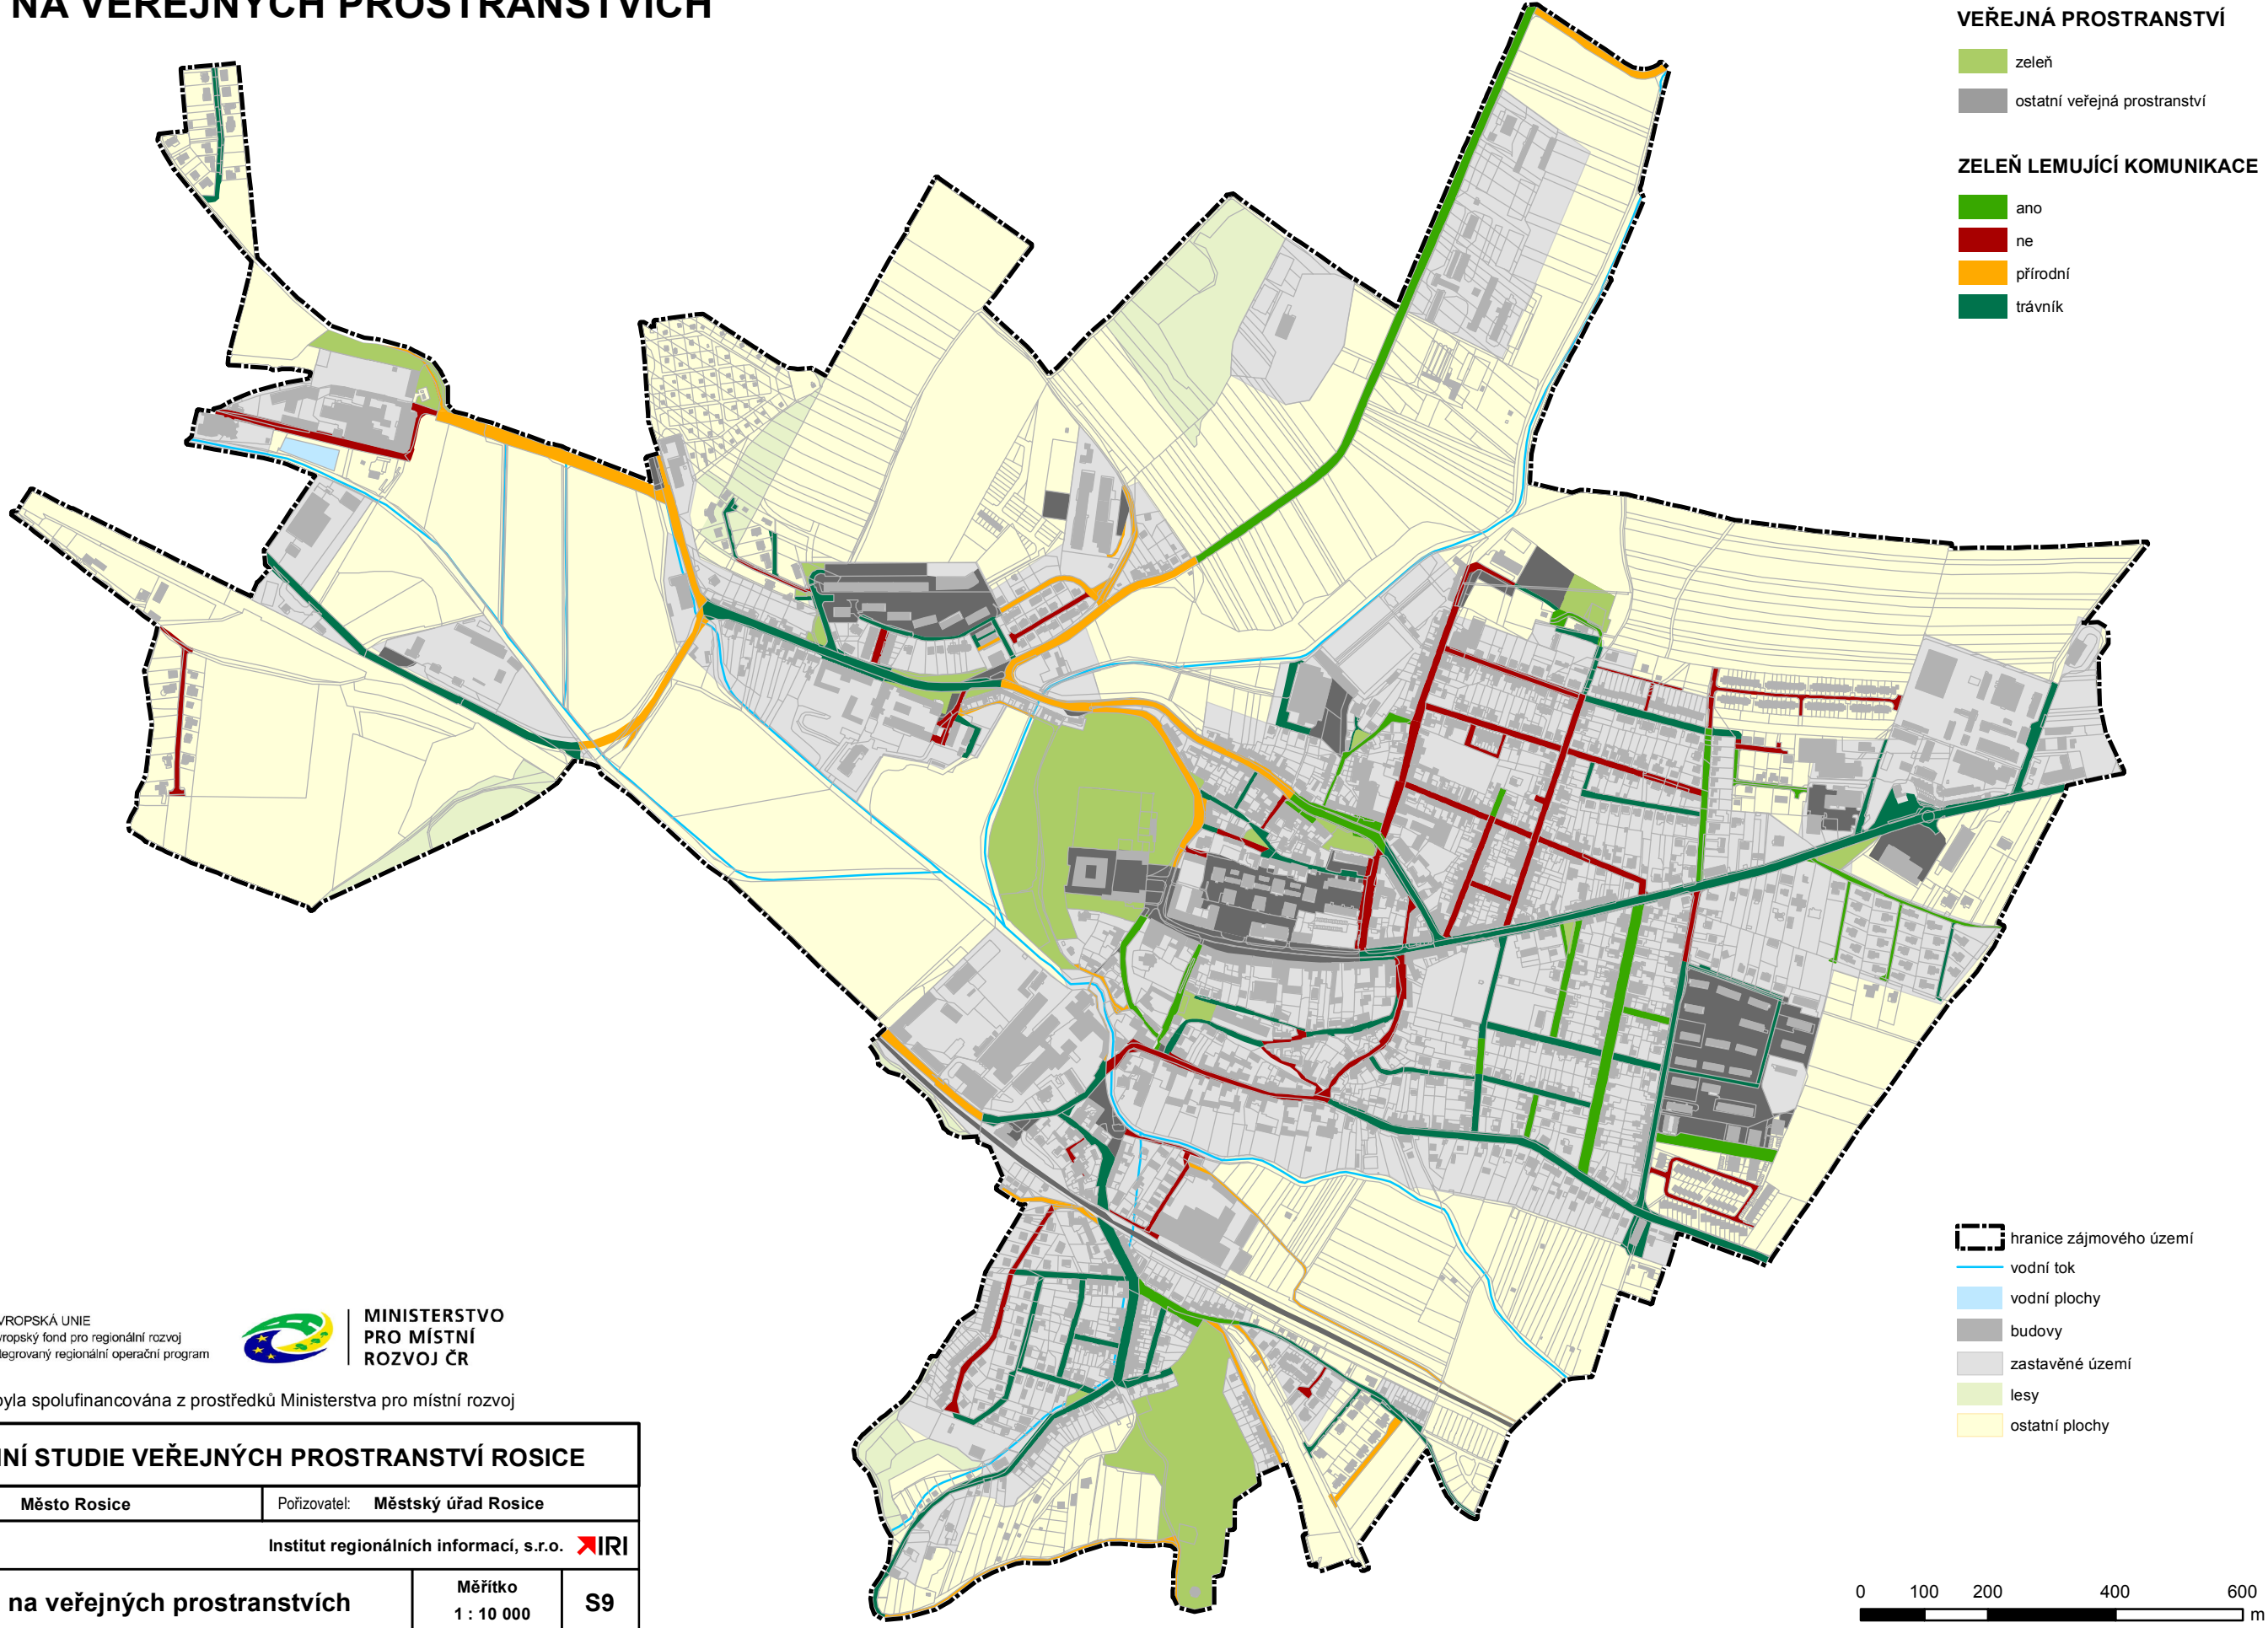 NA VEŘEJNÝCH PROSTRANSTVÍCH
VEŘEJNÁ PROSTRANSTVÍ
zeleň
ostatní veřejná prostranství
ZELEŇ LEMUJÍCÍ KOMUNIKACE
ano
ne
přírodní
trávník
hranice zájmového území
vodní tok
vodní plochy
budovy
zastavěné území
lesy
ostatní plochy
VROPSKÁ UNIE
vropský fond pro regionální rozvoj
tegrovaný regionální operační program
MINISTERSTVO
PRO MÍSTNÍ
ROZVOJ ČR
byla spolufinancována z prostředků Ministerstva pro místní rozvoj
NÍ STUDIE VEŘEJNÝCH PROSTRANSTVÍ ROSICE
Město Rosice
Pořizovatel: Městský úřad Rosice
Institut regionálních informací, s.r.o. IRI
na veřejných prostranstvích
Měřítko
1 : 10 000
S9
0 100 200 400 600
m